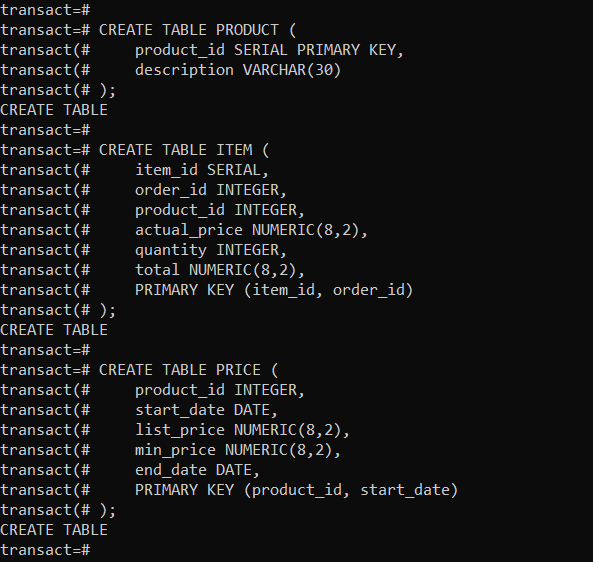 transact=#
transact=# CREATE TABLE PRODUCT (
transact(#     product_id SERIAL PRIMARY KEY,
transact(#     description VARCHAR(30)
transact(# );
CREATE TABLE
transact=#
transact=# CREATE TABLE ITEM (
transact(#     item_id SERIAL,
transact(#     order_id INTEGER,
transact(#     product_id INTEGER,
transact(#     actual_price NUMERIC(8,2),
transact(#     quantity INTEGER,
transact(#     total NUMERIC(8,2),
transact(#     PRIMARY KEY (item_id, order_id)
transact(# );
CREATE TABLE
transact=#
transact=# CREATE TABLE PRICE (
transact(#     product_id INTEGER,
transact(#     start_date DATE,
transact(#     list_price NUMERIC(8,2),
transact(#     min_price NUMERIC(8,2),
transact(#     end_date DATE,
transact(#     PRIMARY KEY (product_id, start_date)
transact(# );
CREATE TABLE
transact=#